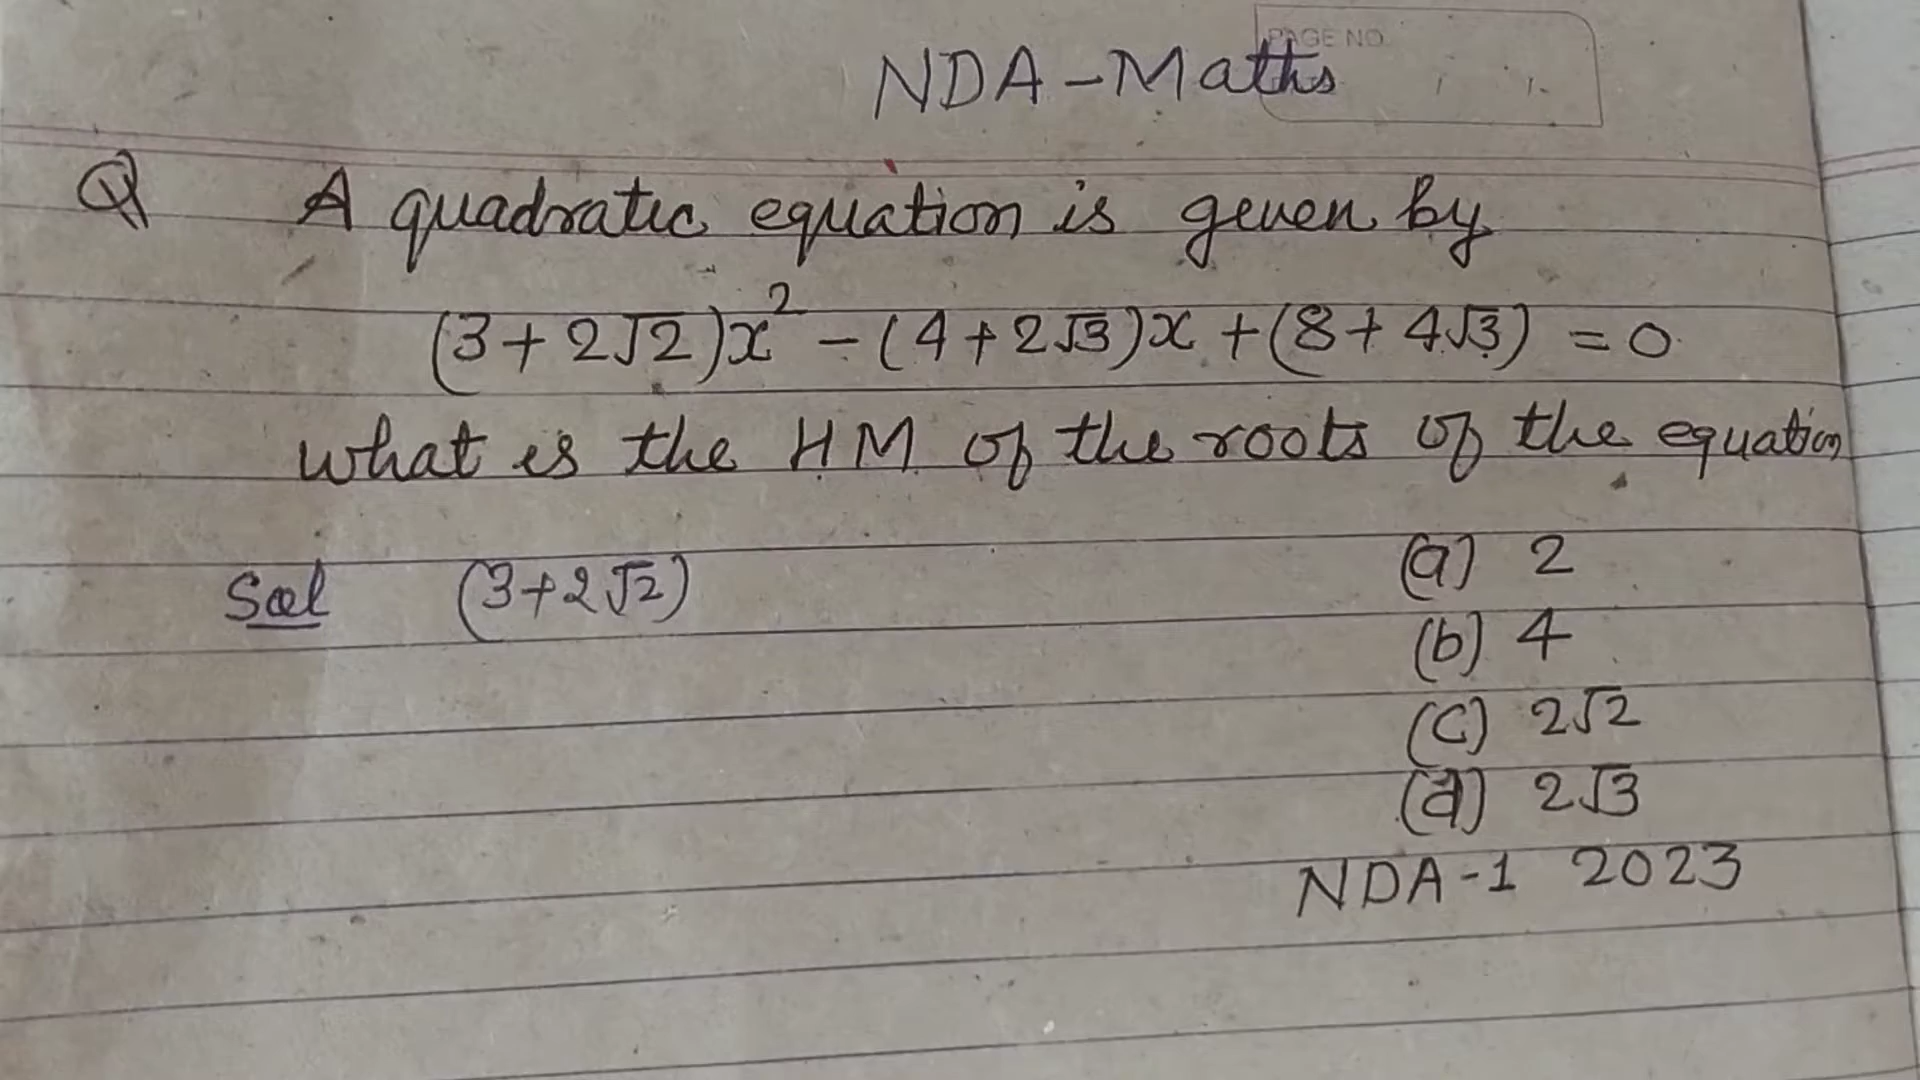 PAGE NO.
NDA-Maths
Q A quadratic equation is geven by
(3+2√2)x² - (4+2√3)x + (8+4√3) = 0
what is the HM of the roots of the equation
(a) 2
Sol (3+2√2)
(b) 4
(c) 2√2
(d) 2√3
NDA-1 2023